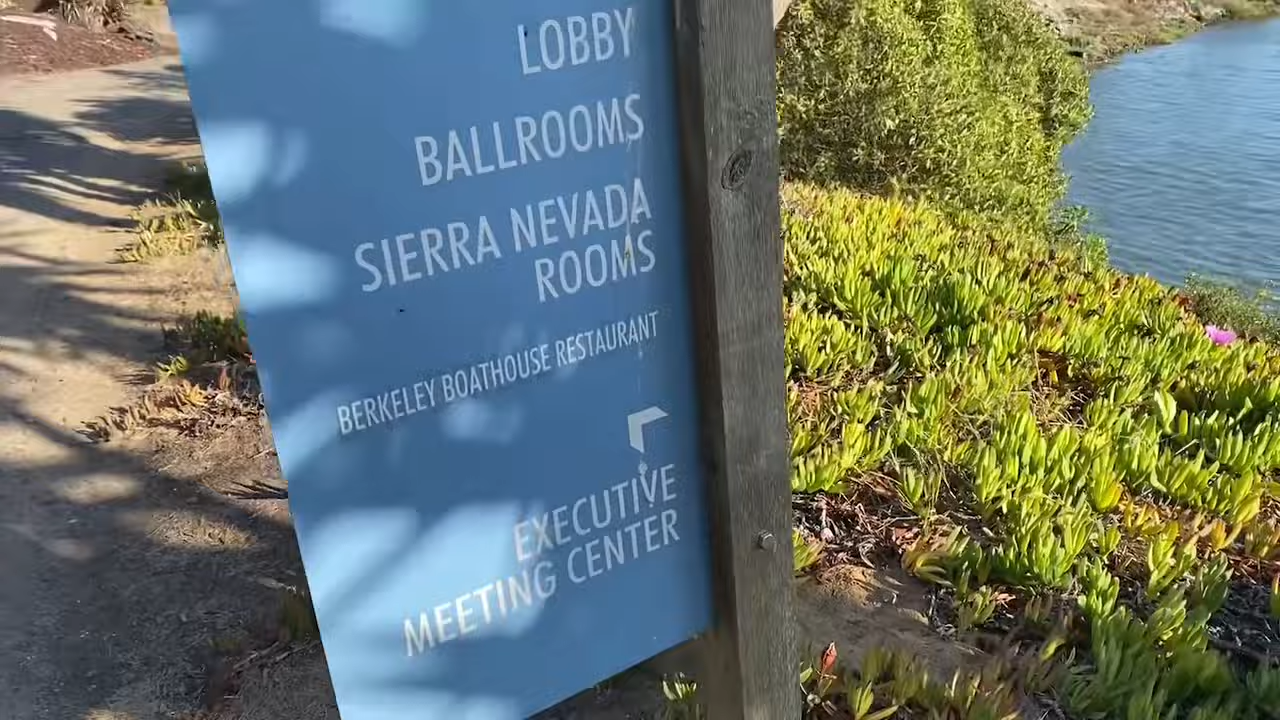 LOBBY
BALLROOMS
SIERRA NEVADA
ROOMS
BERKELEY BOATHOUSE RESTAURANT
EXECUTIVE
MEETING CENTER